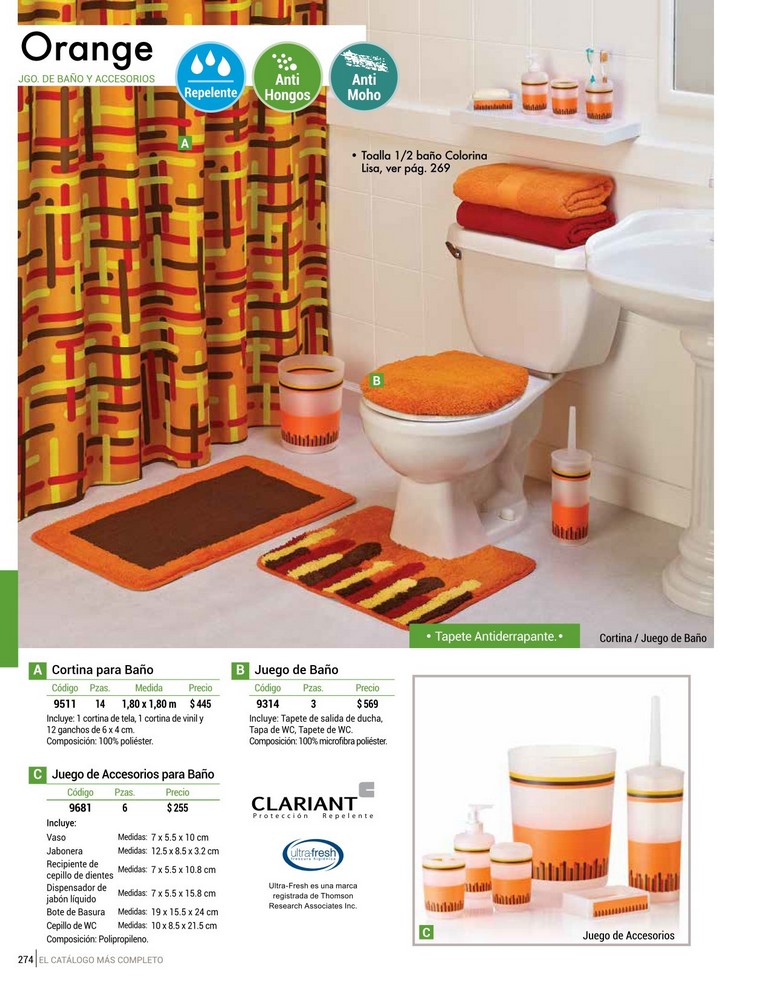 Orange
JGO. DE BAÑO Y ACCESORIOS
Repelente
Anti
Hongos
Anti
Moho
A
• Toalla 1/2 baño Colorina
Lisa, ver pág. 269
B
• Tapete Antiderrapante.•
Cortina / Juego de Baño
A Cortina para Baño
Código Pzas. Medida Precio
9511 14 1,80 x 1,80 m $ 445
Incluye: 1 cortina de tela, 1 cortina de vinil y
12 ganchos de 6 x 4 cm.
Composición: 100% poliéster.
B Juego de Baño
Código Pzas. Precio
9314 3 $ 569
Incluye: Tapete de salida de ducha,
Tapa de WC, Tapete de WC.
Composición: 100% microfibra poliéster.
C Juego de Accesorios para Baño
Código Pzas. Precio
9681 6 $ 255
Incluye:
Vaso Medidas: 7 x 5.5 x 10 cm
Jabonera Medidas: 12.5 x 8.5 x 3.2 cm
Recipiente de
cepillo de dientes Medidas: 7 x 5.5 x 10.8 cm
Dispensador de
jabón líquido Medidas: 7 x 5.5 x 15.8 cm
Bote de Basura Medidas: 19 x 15.5 x 24 cm
Cepillo de WC Medidas: 10 x 8.5 x 21.5 cm
Composición: Polipropileno.
CLARIANT
Protección Repelente
ultra-fresh
Ultra-Fresh es una marca
registrada de Thomson
Research Associates Inc.
C
Juego de Accesorios
274 EL CATÁLOGO MÁS COMPLETO